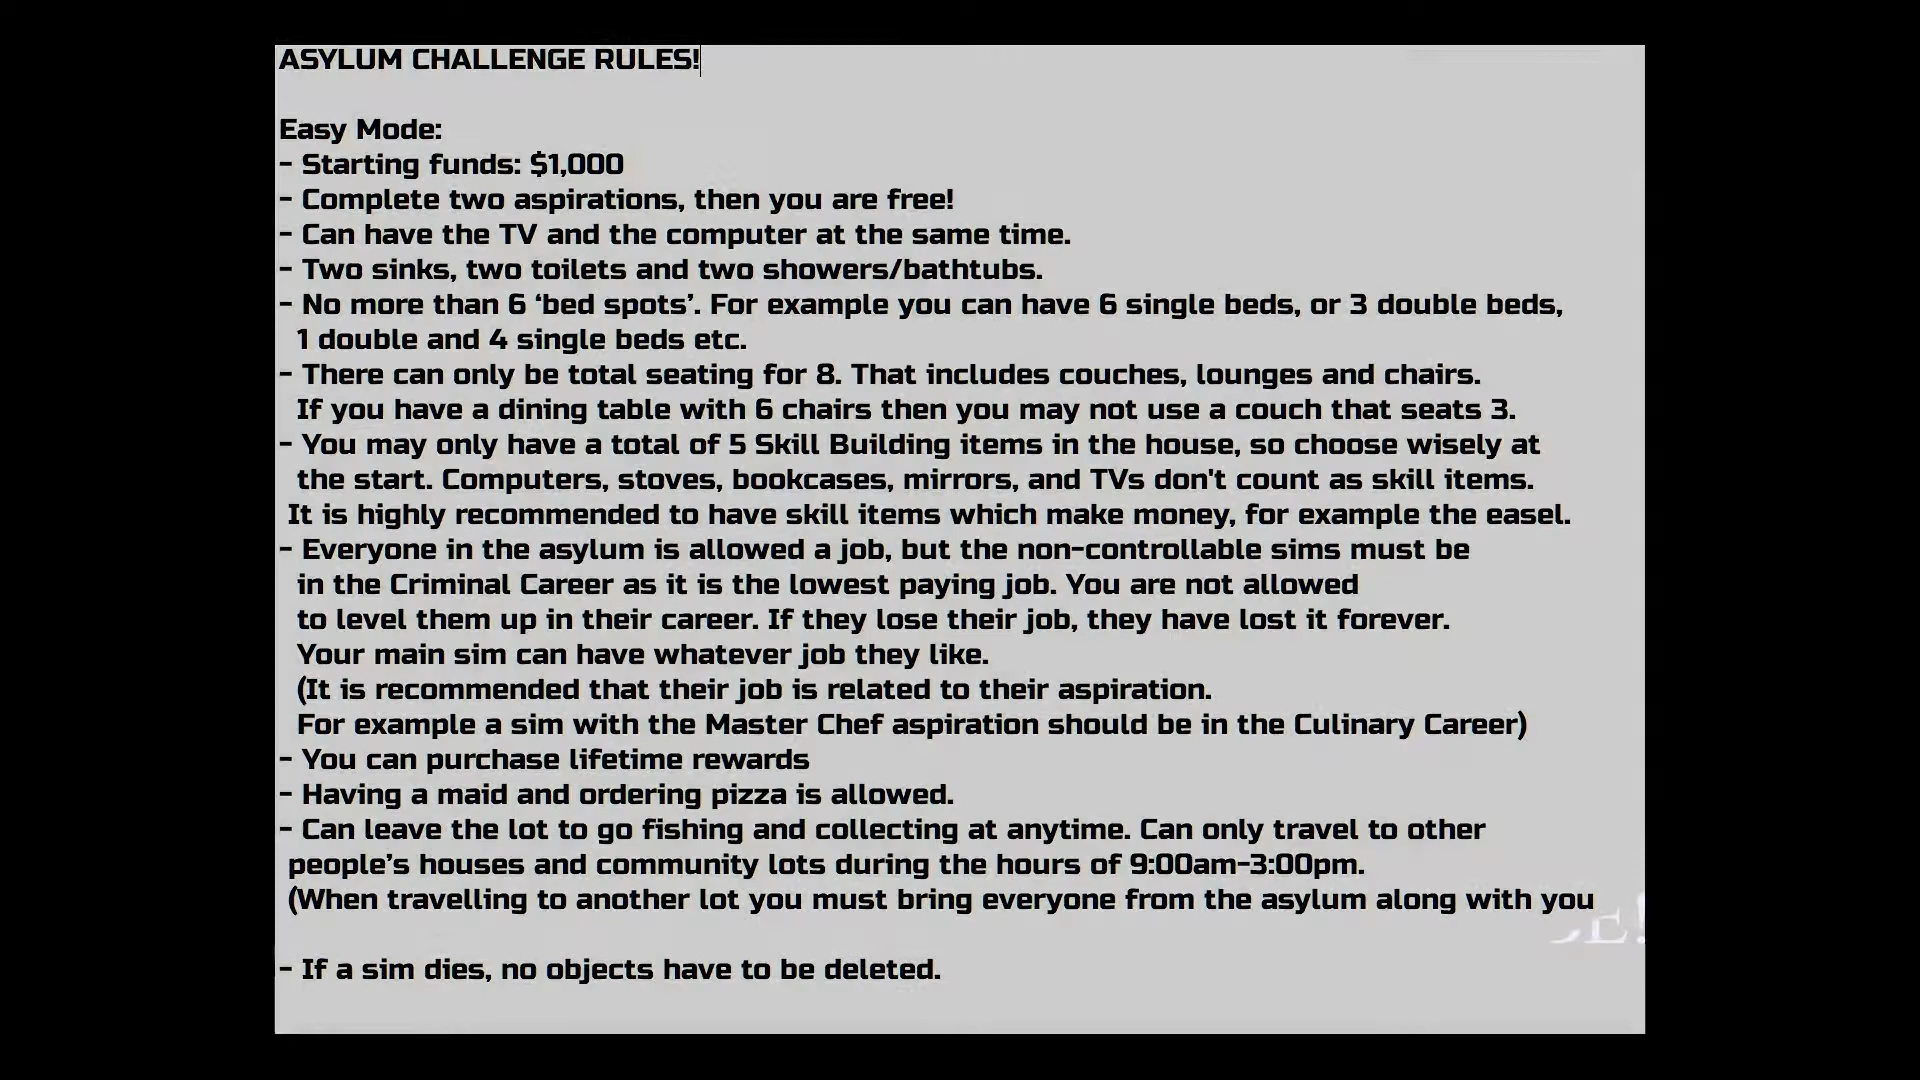 ASYLUM CHALLENGE RULES!
Easy Mode:
- Starting funds: $1,000
- Complete two aspirations, then you are free!
- Can have the TV and the computer at the same time.
- Two sinks, two toilets and two showers/bathtubs.
- No more than 6 ‘bed spots’. For example you can have 6 single beds, or 3 double beds,
1 double and 4 single beds etc.
- There can only be total seating for 8. That includes couches, lounges and chairs.
If you have a dining table with 6 chairs then you may not use a couch that seats 3.
- You may only have a total of 5 Skill Building items in the house, so choose wisely at
the start. Computers, stoves, bookcases, mirrors, and TVs don't count as skill items.
It is highly recommended to have skill items which make money, for example the easel.
- Everyone in the asylum is allowed a job, but the non-controllable sims must be
in the Criminal Career as it is the lowest paying job. You are not allowed
to level them up in their career. If they lose their job, they have lost it forever.
Your main sim can have whatever job they like.
(It is recommended that their job is related to their aspiration.
For example a sim with the Master Chef aspiration should be in the Culinary Career)
- You can purchase lifetime rewards
- Having a maid and ordering pizza is allowed.
- Can leave the lot to go fishing and collecting at anytime. Can only travel to other
people’s houses and community lots during the hours of 9:00am-3:00pm.
(When travelling to another lot you must bring everyone from the asylum along with you
- If a sim dies, no objects have to be deleted.